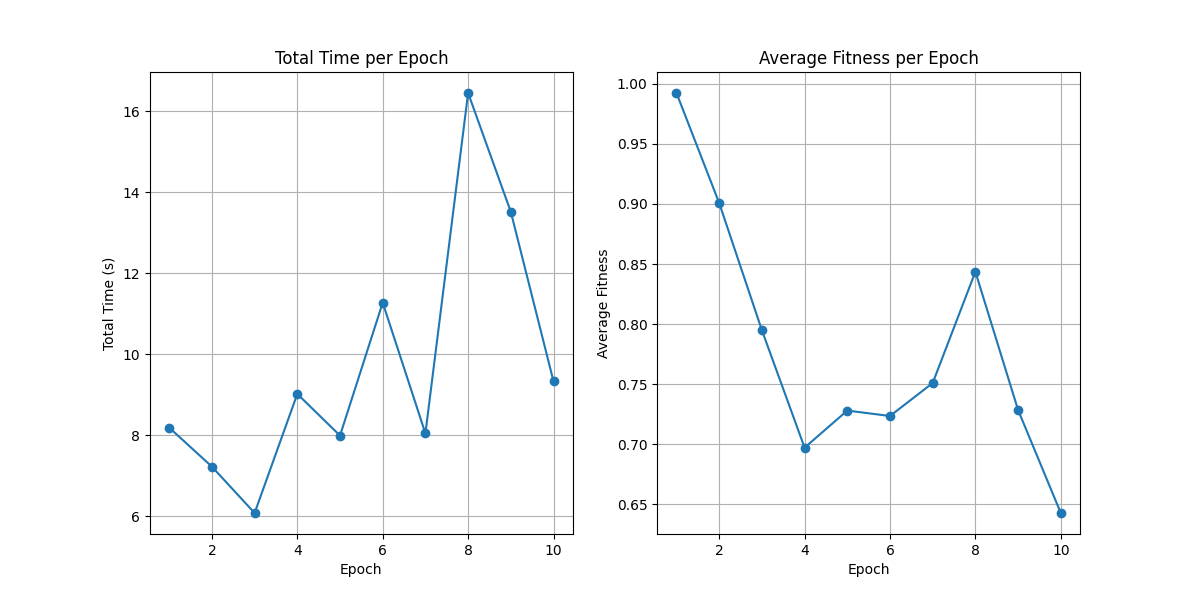 Total Time per Epoch
Total Time (s)
16
14
12
10
8
6
2 4 6 8 10
Epoch
Average Fitness per Epoch
Average Fitness
1.00
0.95
0.90
0.85
0.80
0.75
0.70
0.65
2 4 6 8 10
Epoch